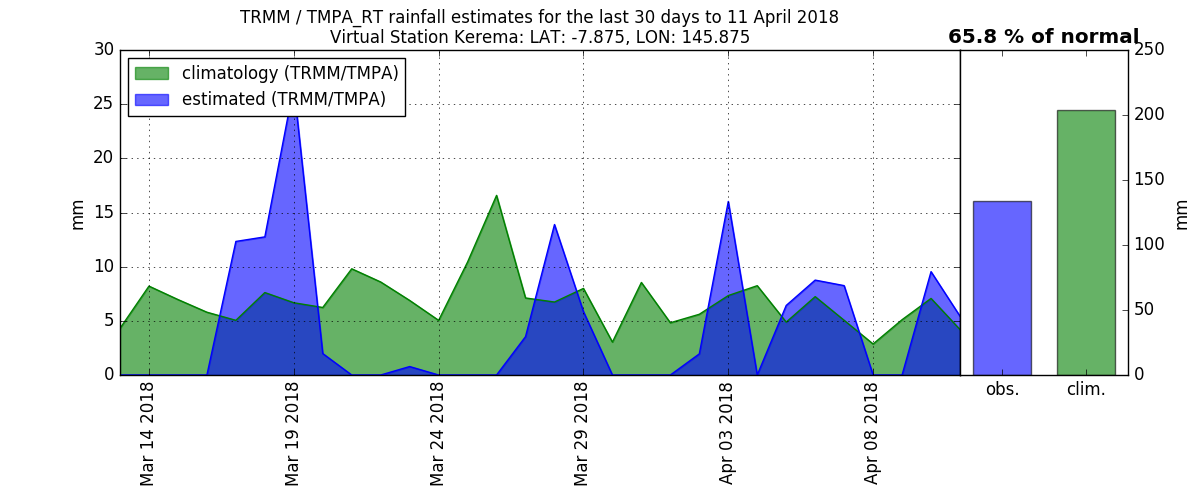 TRMM / TMPA_RT rainfall estimates for the last 30 days to 11 April 2018
Virtual Station Kerema: LAT: -7.875, LON: 145.875
65.8 % of normal
climatology (TRMM/TMPA)
estimated (TRMM/TMPA)
30
25
20
15
10
5
0
mm
250
200
150
100
50
0
mm
Mar 14 2018
Mar 19 2018
Mar 24 2018
Mar 29 2018
Apr 03 2018
Apr 08 2018
obs.
clim.